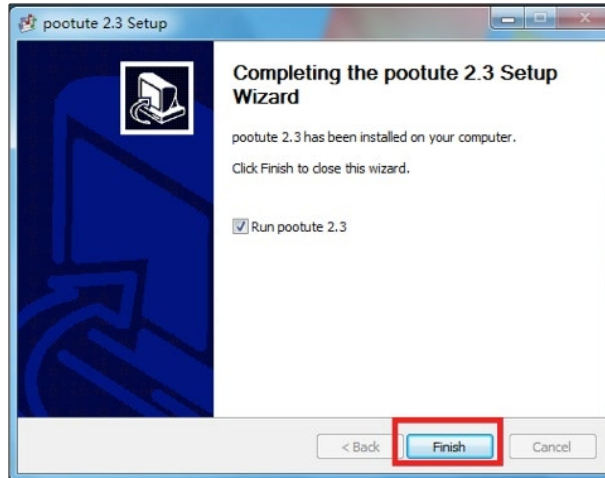 pootute 2.3 Setup
Completing the pootute 2.3 Setup
Wizard
pootute 2.3 has been installed on your computer.
Click Finish to close this wizard.
Run pootute 2.3
< Back
Finish
Cancel